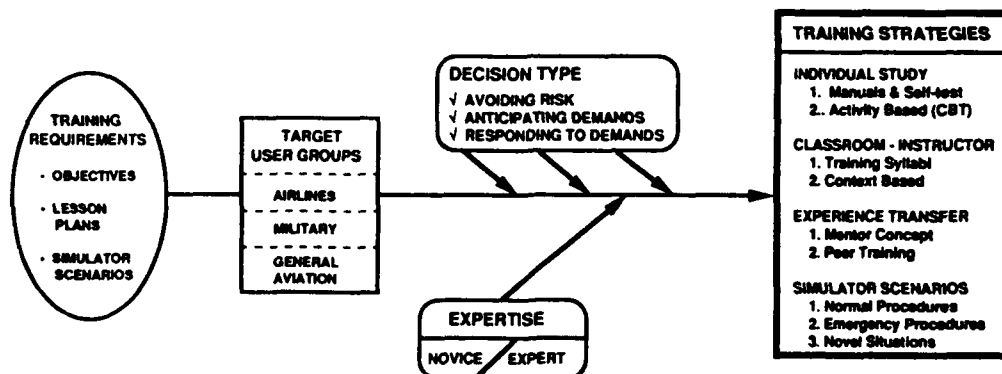 TRAINING
REQUIREMENTS
· OBJECTIVES
· LESSON
PLANS
· SIMULATOR
SCENARIOS
TARGET
USER GROUPS
AIRLINES
MILITARY
GENERAL
AVIATION
DECISION TYPE
√ AVOIDING RISK
√ ANTICIPATING DEMANDS
√ RESPONDING TO DEMANDS
EXPERTISE
NOVICE EXPERT
TRAINING STRATEGIES
INDIVIDUAL STUDY
1. Manuals & Self-test
2.. Activity Based (CBT)
CLASSROOM - INSTRUCTOR
1. Training Syllabi
2. Context Based
EXPERIENCE TRANSFER
1. Mentor Concept
2. Peer Training
SIMULATOR SCENARIOS
1. Normal Procedures
2. Emergency Procedures
3. Novel Situations